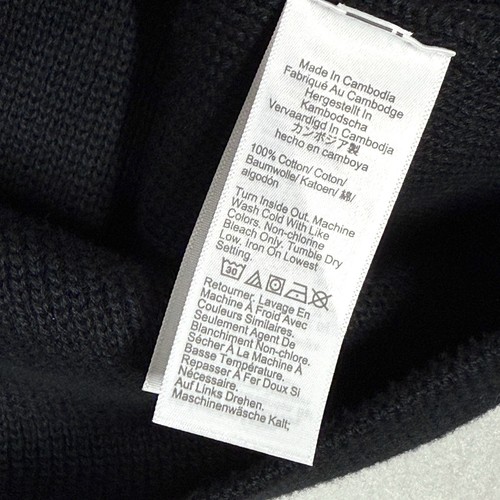 Made In Cambodia
Fabriqué Au Cambodge
Hergestellt In
Kambodscha
Vervaardigd In Cambodja
カンボジア製
hecho en camboya
100% Cotton/ Coton/
Baumwolle/ Katoen/ 綿/
algodón
Turn Inside Out. Machine
Wash Cold With Like
Colors. Non-chlorine
Bleach Only. Tumble Dry
Low. Iron On Lowest
Setting.
30
Retourner. Lavage En
Machine À Froid Avec
Couleurs Similaires.
Seulement Agent De
Blanchiment Non-chlore.
Sécher À La Machine À
Basse Température.
Repasser À Fer Doux Si
Nécessaire.
Auf Links Drehen.
Maschinenwäsche Kalt;